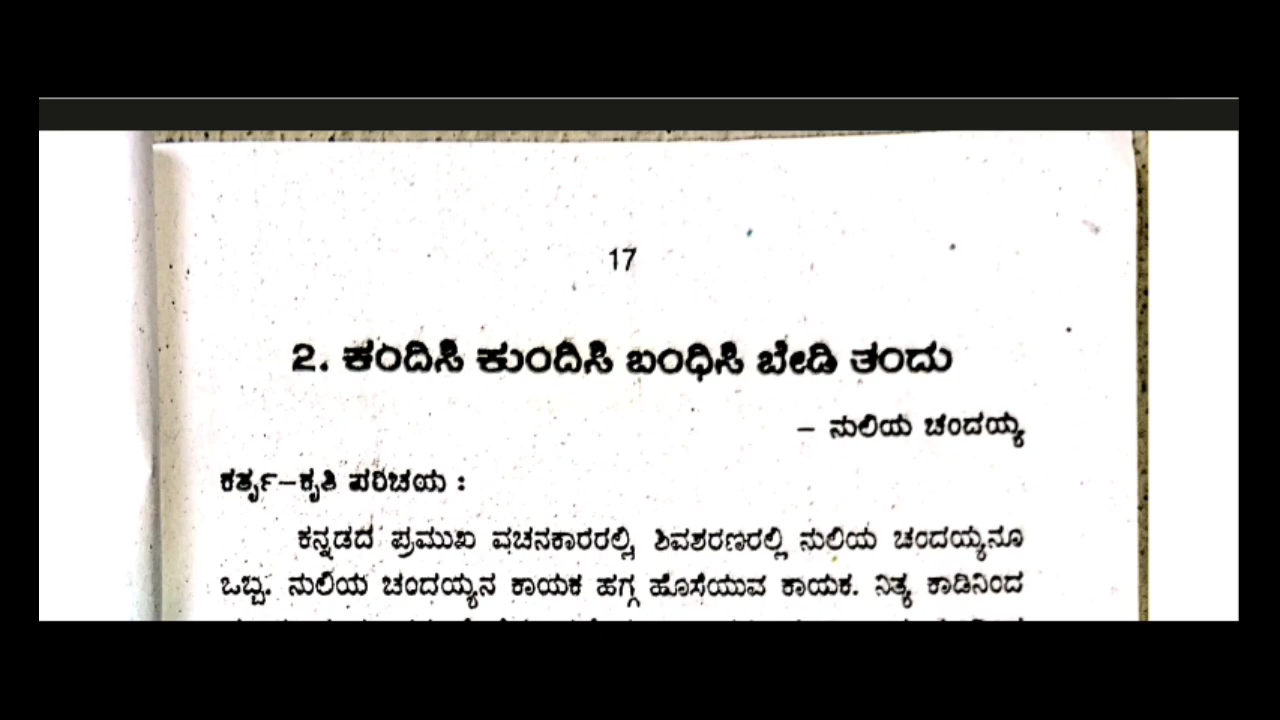 17
2. ಕಂದಿಸಿ ಕುಂದಿಸಿ ಬಂಧಿಸಿ ಬೇಡಿ ತಂದು
– ನುಲಿಯ ಚಂದಯ್ಯ
ಕರ್ತೃ–ಕೃತಿ ಪರಿಚಯ :
ಕನ್ನಡದ ಪ್ರಮುಖ ವಚನಕಾರರಲ್ಲಿ, ಶಿವಶರಣರಲ್ಲಿ ನುಲಿಯ ಚಂದಯ್ಯನೂ
ಒಬ್ಬ. ನುಲಿಯ ಚಂದಯ್ಯನ ಕಾಯಕ ಹಗ್ಗ ಹೊಸೆಯುವ ಕಾಯಕ. ನಿತ್ಯ ಕಾಡಿನಿಂದ